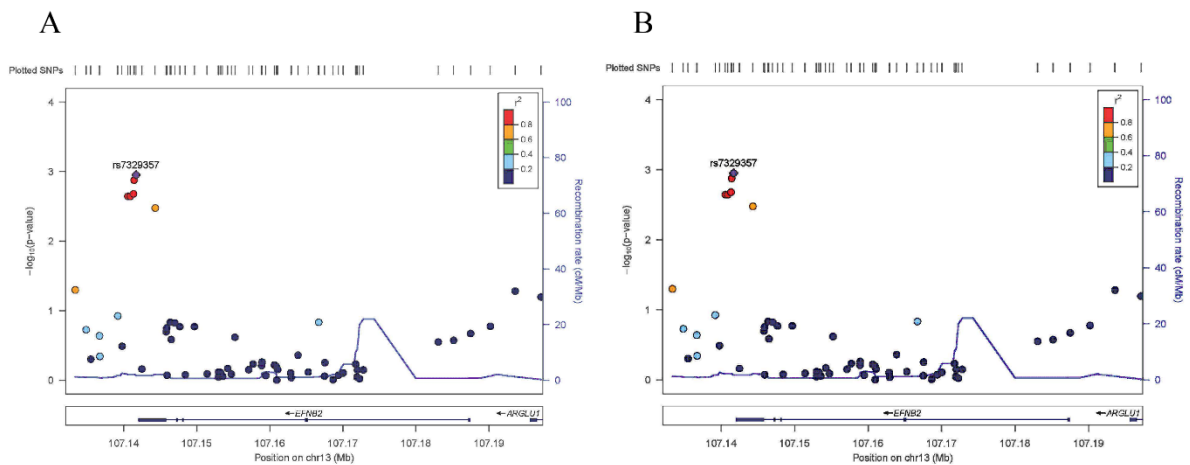 A
Plotted SNPs
r²
0.8
0.6
0.4
0.2
rs7329357
4
3
2
1
0
100
80
60
40
20
0
−log₁₀(p-value)
Recombination rate (cM/Mb)
EFNB2
ARGLU1
107.14 107.15 107.16 107.17 107.18 107.19
Position on chr13 (Mb)
B
Plotted SNPs
r²
0.8
0.6
0.4
0.2
rs7329357
4
3
2
1
0
100
80
60
40
20
0
−log₁₀(p-value)
Recombination rate (cM/Mb)
EFNB2
ARGLU1
107.14 107.15 107.16 107.17 107.18 107.19
Position on chr13 (Mb)